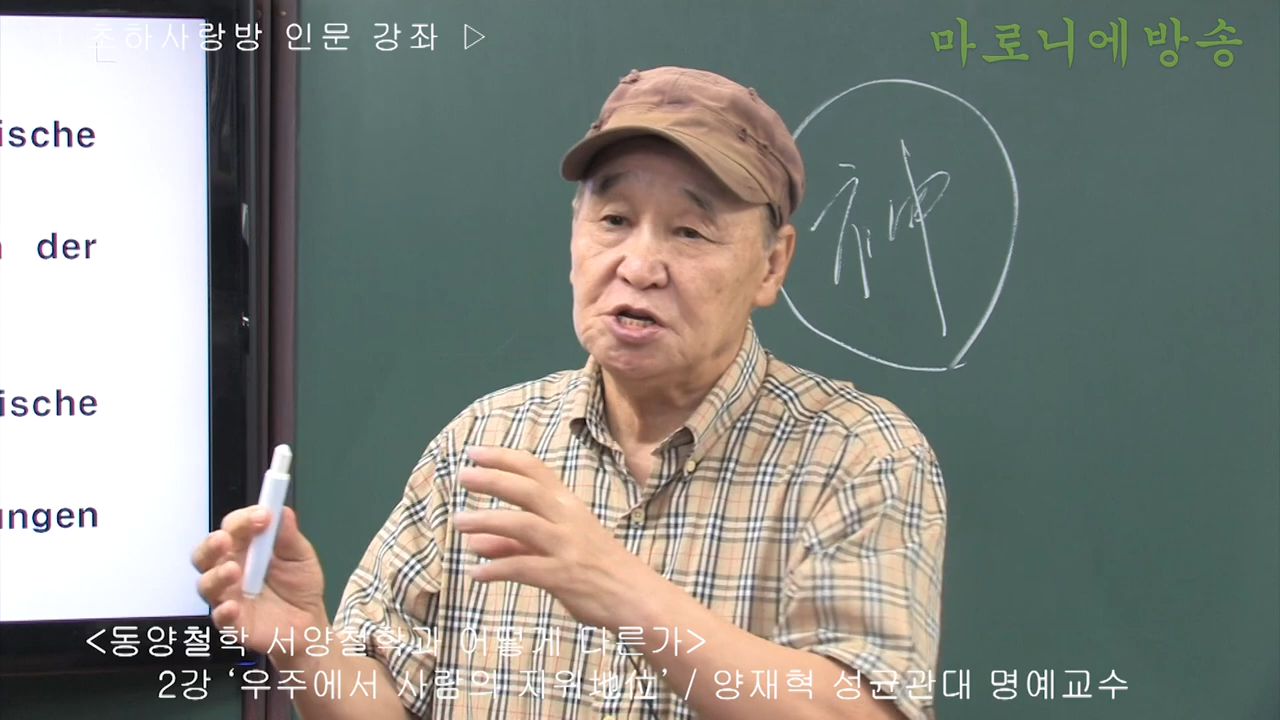 춘하사랑방 인문 강좌 ▷
마로니에방송
ische
der
ische
ungen
神
<동양철학 서양철학과 어떻게 다른가>
2강 ‘우주에서 사람의 지위地位’ / 양재혁 성균관대 명예교수